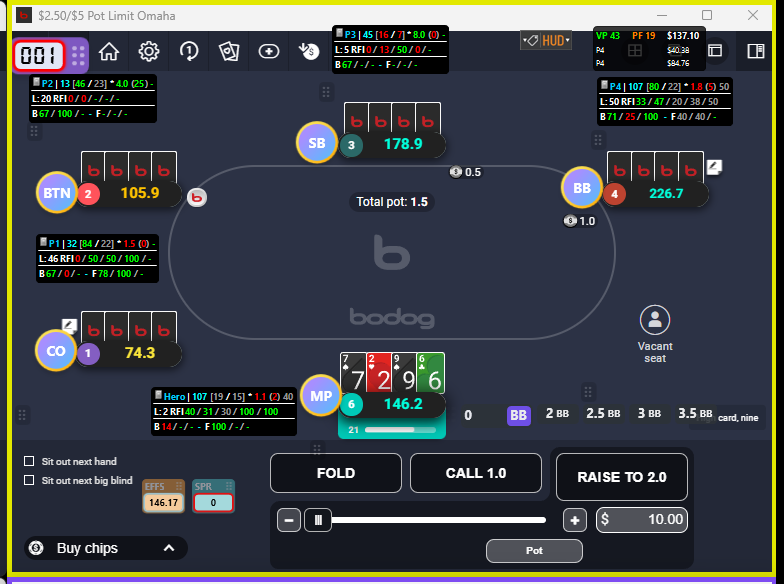 $2.50/$5 Pot Limit Omaha
001
P3 | 45 [16 / 7] * 8.0 (0) -
L: 5 RFI 0 / 13 / 50 / 0 / -
B 67 / - / - F - / - / -
HUD
VP 43 PF 19 $137.10
P4 $40.38
P4 $84.76
P2 | 13 [46 / 23] * 4.0 (25) -
L: 20 RFI 0 / 0 / - / - / -
B 67 / 100 / - F - / - / -
P4 | 107 [80 / 22] * 1.8 (5) 50
L: 50 RFI 33 / 47 / 20 / 38 / 50
B 71 / 25 / 100 - F 40 / 40 / -
SB
3
178.9
0.5
BTN
2
105.9
b
Total pot: 1.5
BB
4
226.7
1.0
P1 | 32 [84 / 22] * 1.5 (0) -
L: 46 RFI 0 / 50 / 50 / 100 / -
B 67 / 0 / - - F 78 / 100 / -
b
bodog
CO
1
74.3
Vacant
seat
7 2 9 6
7 2 9 6
MP
6
146.2
21
Hero | 107 [19 / 15] * 1.1 (2) 40
L: 2 RFI 40 / 31 / 30 / 100 / 100
B 14 / - / - - F 100 / - / -
0 BB 2 BB 2.5 BB 3 BB 3.5 BB
card, nine
Sit out next hand
Sit out next big blind
EFFS
146.17
SPR
0
Buy chips
FOLD
CALL 1.0
RAISE TO 2.0
$ 10.00
Pot